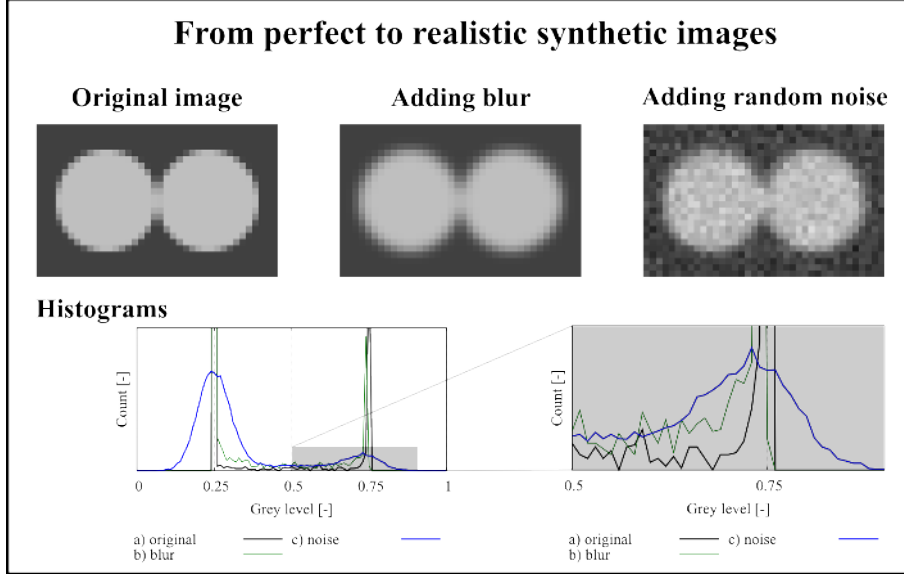 From perfect to realistic synthetic images
Original image
Adding blur
Adding random noise
Histograms
Count [-]
0
0.25
0.5
0.75
1
Grey level [-]
a) original
c) noise
b) blur
Count [-]
0.5
0.75
Grey level [-]
a) original
c) noise
b) blur